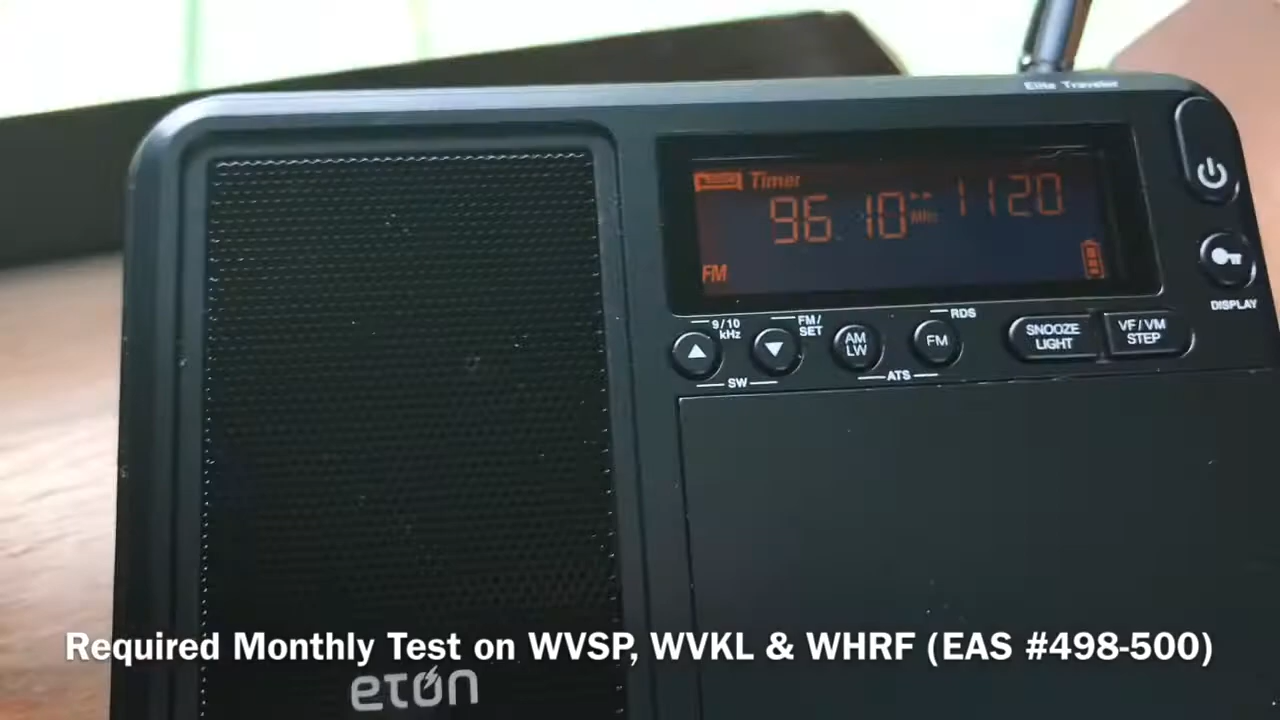 Elite Traveler
Timer
96.10 MHz 1120
FM
DISPLAY
9/10
kHz
FM/
SET
AM
LW
RDS
FM
SNOOZE
LIGHT
VF/VM
STEP
SW
ATS
Required Monthly Test on WVSP, WVKL & WHRF (EAS #498-500)
etón